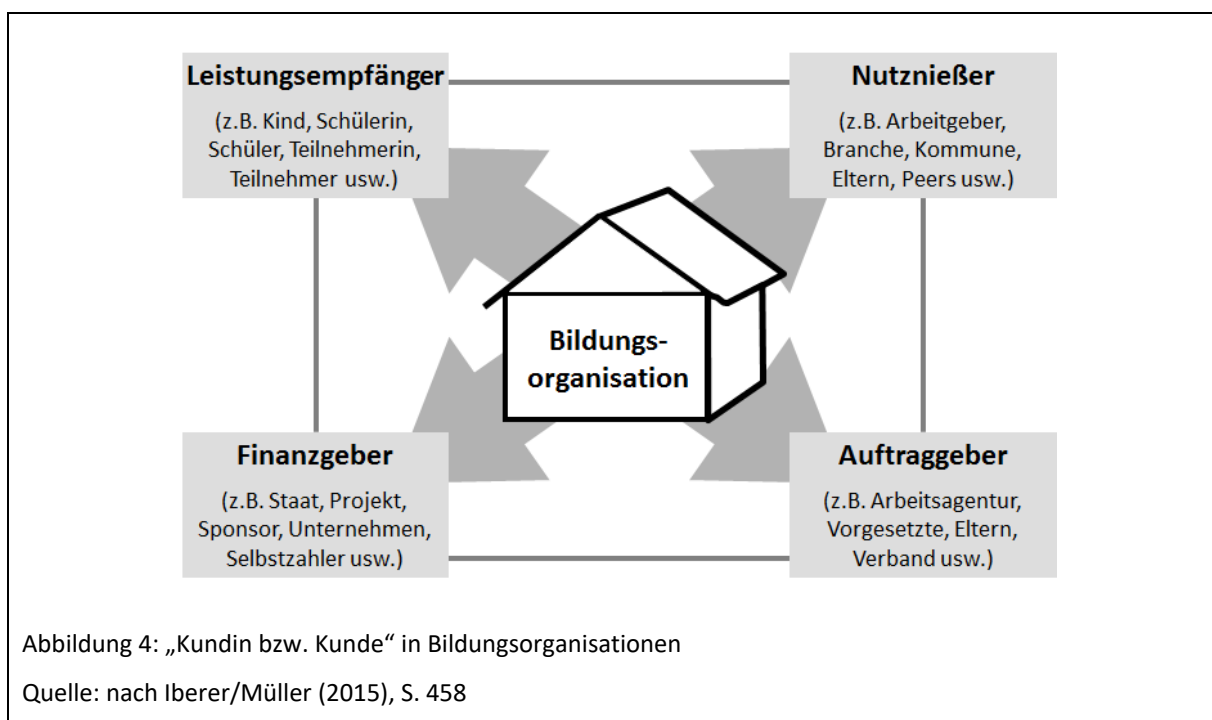 Leistungsempfänger
(z.B. Kind, Schülerin,
Schüler, Teilnehmerin,
Teilnehmer usw.)
Nutznießer
(z.B. Arbeitgeber,
Branche, Kommune,
Eltern, Peers usw.)
Bildungs-
organisation
Finanzgeber
(z.B. Staat, Projekt,
Sponsor, Unternehmen,
Selbstzahler usw.)
Auftraggeber
(z.B. Arbeitsagentur,
Vorgesetzte, Eltern,
Verband usw.)
Abbildung 4: „Kundin bzw. Kunde“ in Bildungsorganisationen
Quelle: nach Iberer/Müller (2015), S. 458